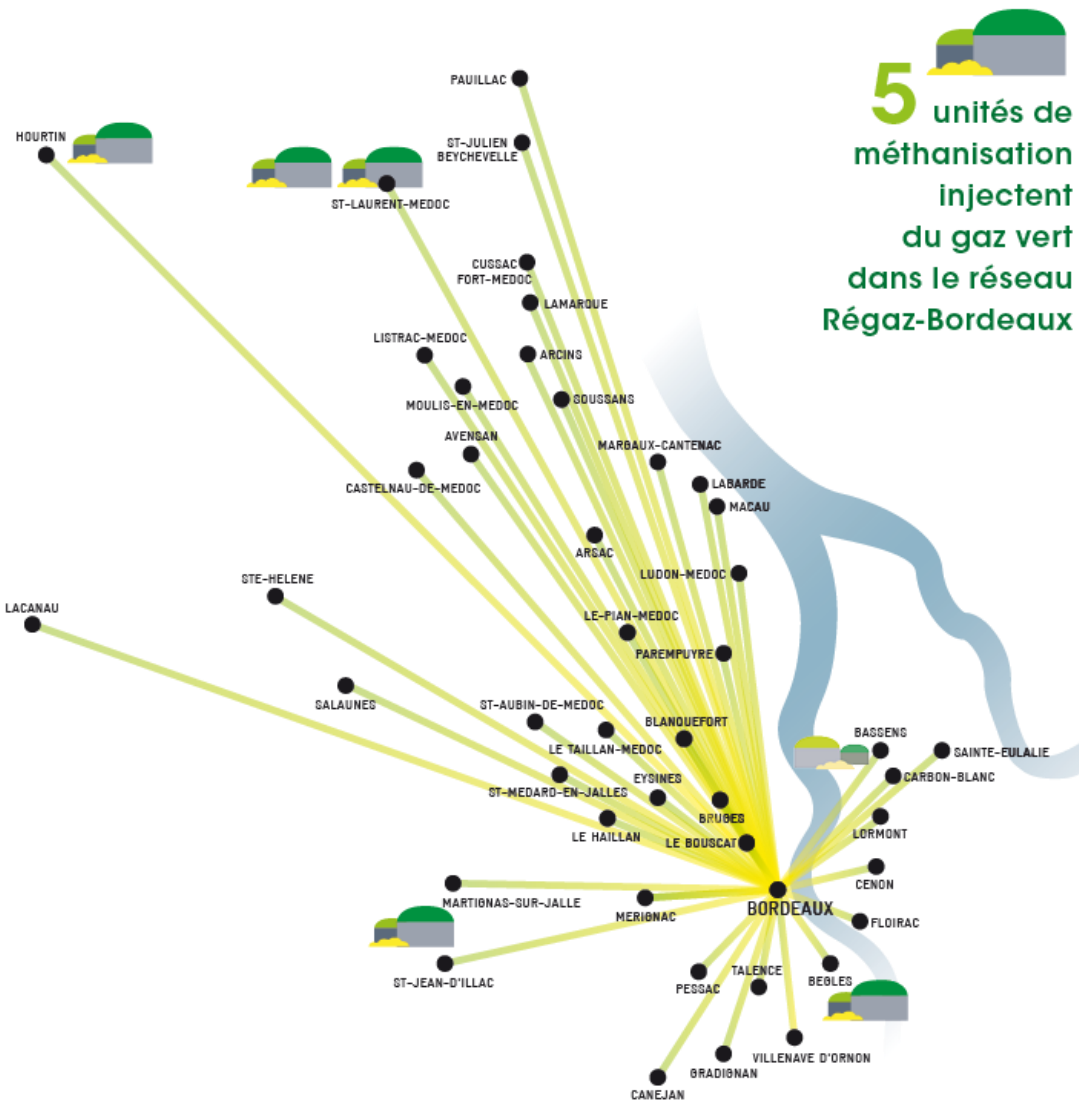 5 unités de
méthanisation
injectent
du gaz vert
dans le réseau
Régaz-Bordeaux
PAUILLAC
HOURTIN
ST-JULIEN
BEYCHEVELLE
ST-LAURENT-MEDOC
CUSSAC
FORT-MEDOC
LAMARQUE
LISTRAC-MEDOC
ARCINS
MOULIS-EN-MEDOC
SOUSSANS
AVENSAN
MARGAUX-CANTENAC
CASTELNAU-DE-MEDOC
LABARDE
MACAU
ARSAC
LUDON-MEDOC
STE-HELENE
LACANAU
LE-PIAN-MEDOC
PAREMPUYRE
SALAUNES
ST-AUBIN-DE-MEDOC
BLANQUEFORT
LE TAILLAN-MEDOC
BASSENS
SAINTE-EULALIE
CARBON-BLANC
EYSINES
ST-MEDARD-EN-JALLES
BRUGES
LORMONT
LE HAILLAN
LE BOUSCAT
CENON
MARTIGNAS-SUR-JALLE
MERIGNAC
BORDEAUX
FLOIRAC
ST-JEAN-D'ILLAC
PESSAC
TALENCE
BEGLES
VILLENAVE D'ORNON
GRADIGNAN
CANEJAN